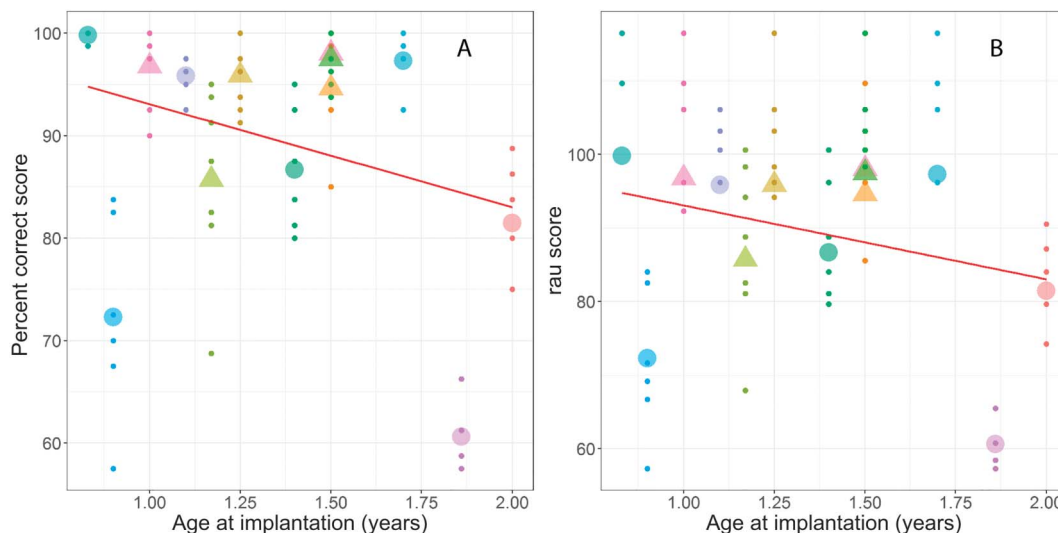 A
Percent correct score
100
90
80
70
60
1.00 1.25 1.50 1.75 2.00
Age at implantation (years)
B
rau score
100
80
60
1.00 1.25 1.50 1.75 2.00
Age at implantation (years)